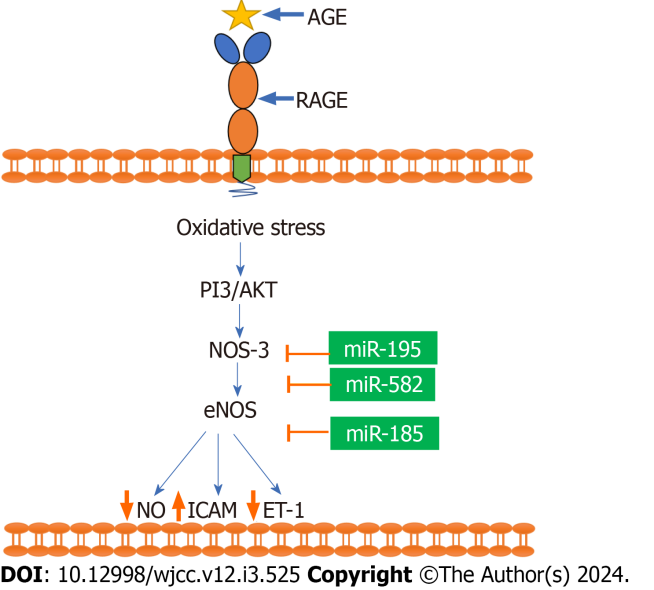 AGE
RAGE
Oxidative stress
PI3/AKT
NOS-3
miR-195
miR-582
eNOS
miR-185
NO ICAM ET-1
DOI: 10.12998/wjcc.v12.i3.525 Copyright ©The Author(s) 2024.